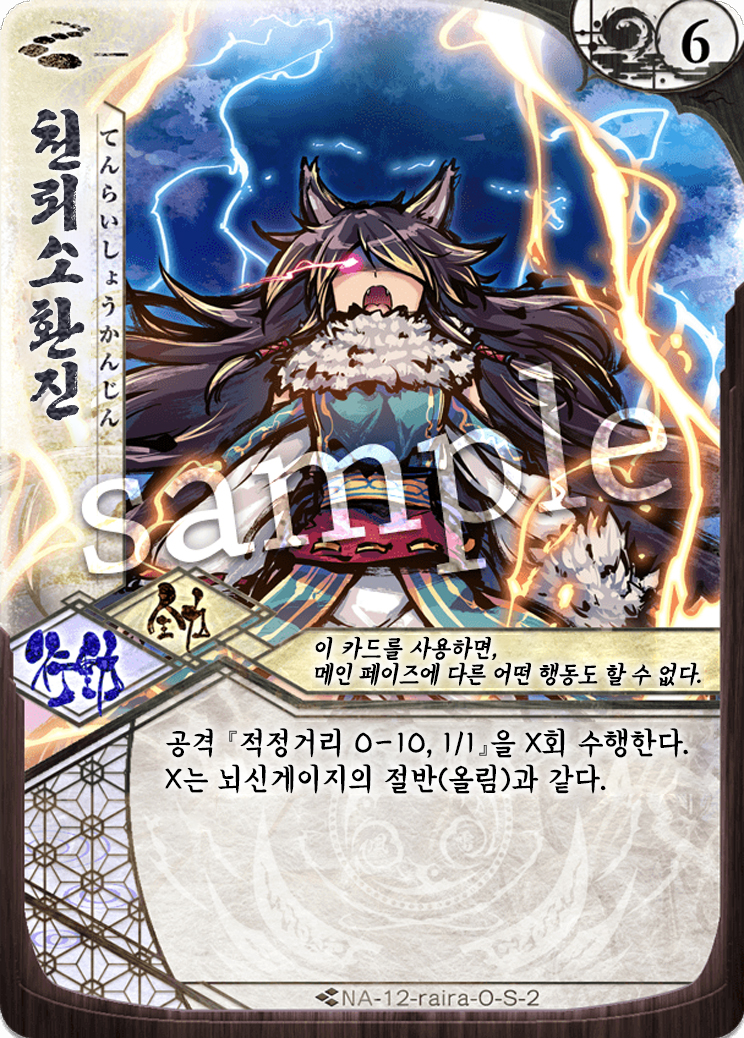 6
천뢰소환진
てんらいしょうかんじん
sample
전력
행동
이 카드를 사용하면,
메인 페이즈에 다른 어떤 행동도 할 수 없다.
공격『적정거리 0-10, 1/1』을 X회 수행한다.
X는 뇌신게이지의 절반(올림)과 같다.
NA-12-raira-O-S-2